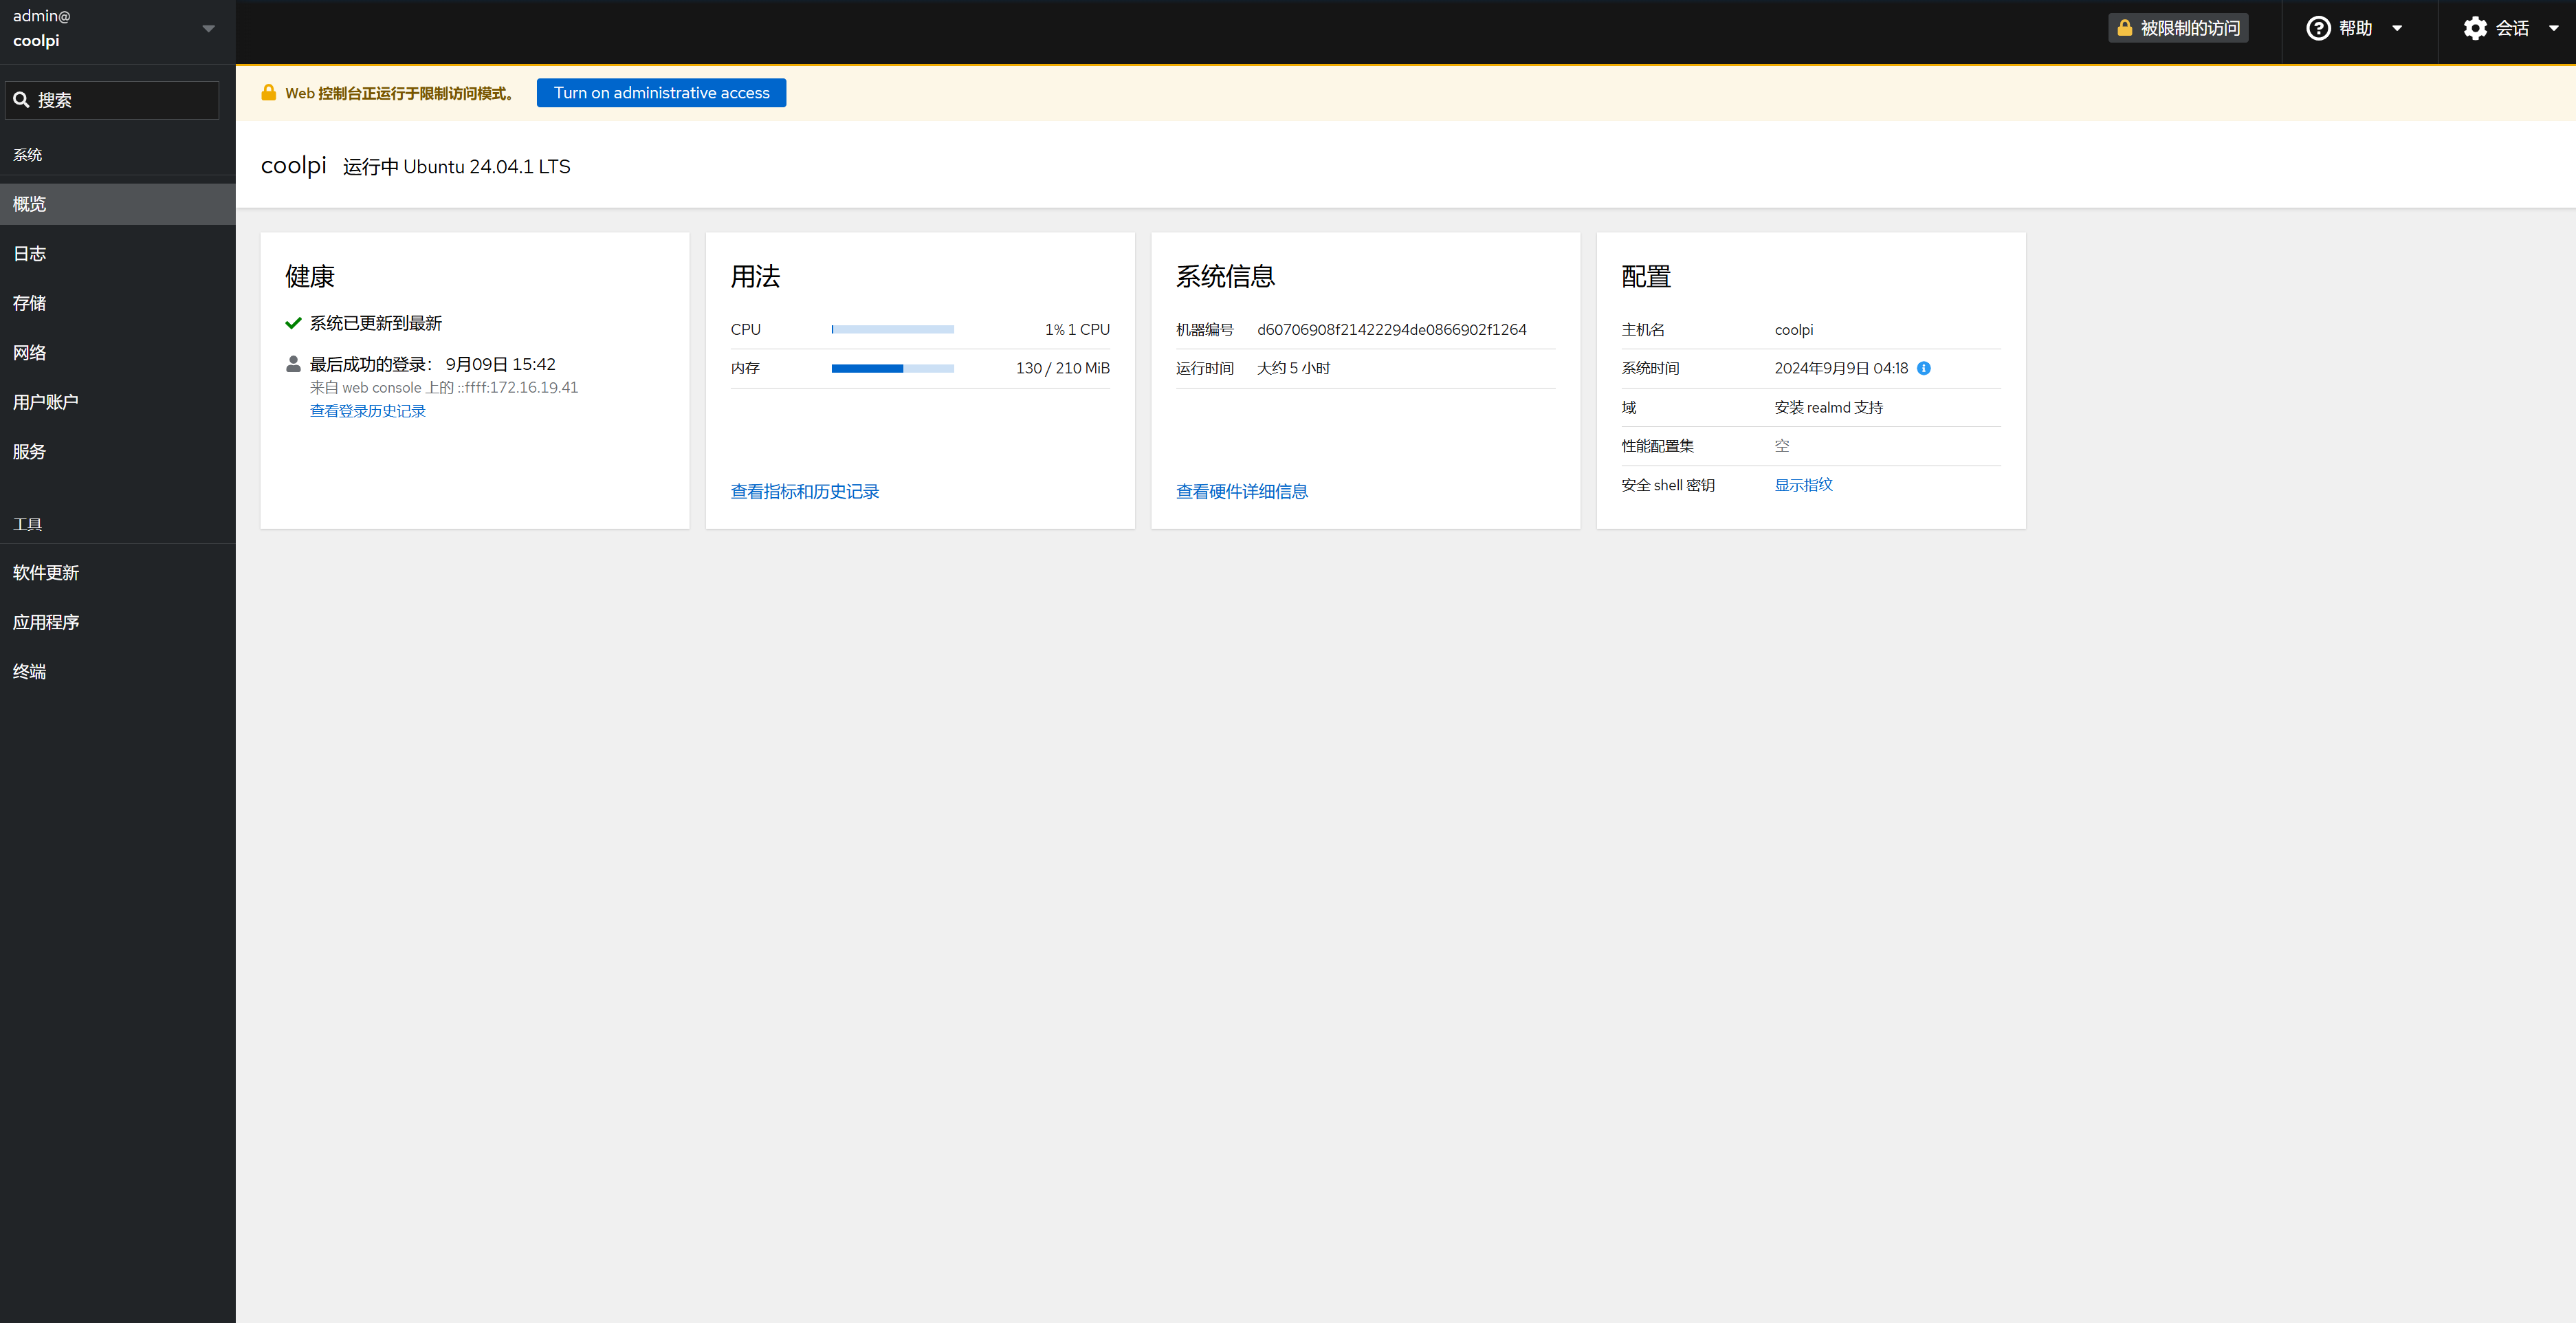 admin@
coolpi
被限制的访问
帮助
会话
搜索
Web 控制台正运行于限制访问模式。
Turn on administrative access
系统
coolpi 运行中 Ubuntu 24.04.1 LTS
概览
日志
存储
网络
用户账户
服务
工具
软件更新
应用程序
终端
健康
系统已更新到最新
最后成功的登录： 9月09日 15:42
来自 web console 上的 ::ffff:172.16.19.41
查看登录历史记录
用法
CPU 1% 1 CPU
内存 130 / 210 MiB
查看指标和历史记录
系统信息
机器编号 d60706908f21422294de0866902f1264
运行时间 大约 5 小时
查看硬件详细信息
配置
主机名 coolpi
系统时间 2024年9月9日 04:18
域 安装 realmd 支持
性能配置集 空
安全 shell 密钥 显示指纹